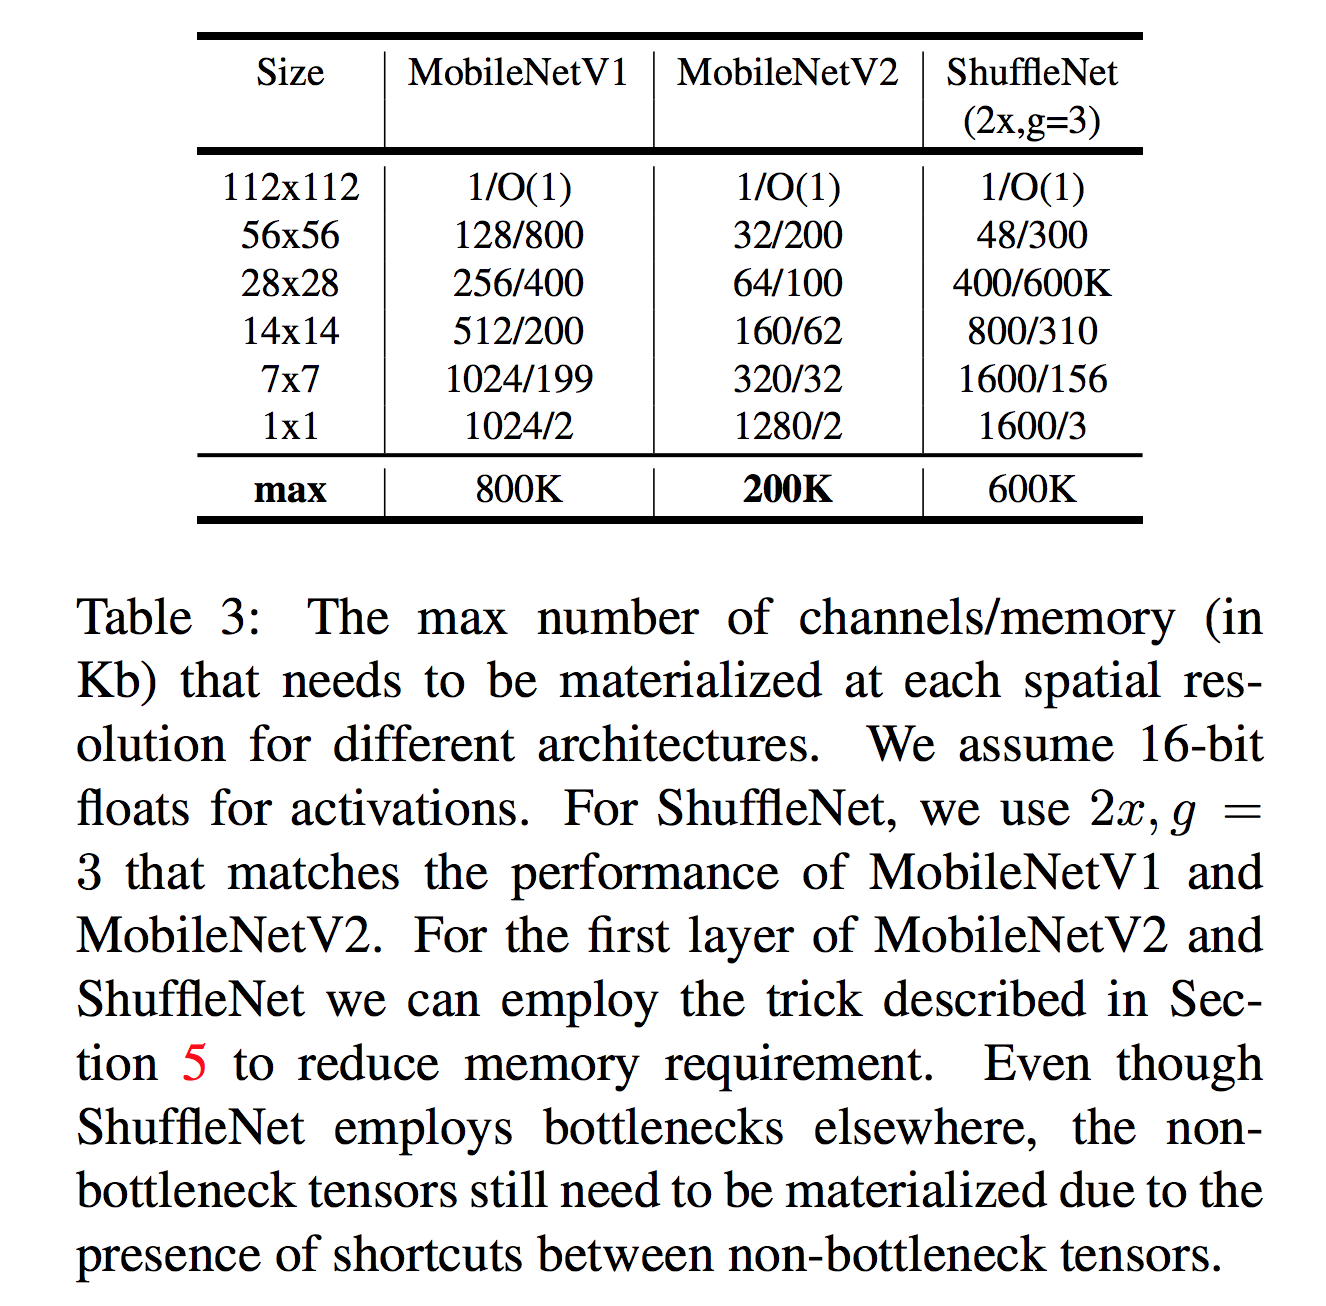 Size MobileNetV1 MobileNetV2 ShuffleNet
(2x,g=3)
112x112 1/O(1) 1/O(1) 1/O(1)
56x56 128/800 32/200 48/300
28x28 256/400 64/100 400/600K
14x14 512/200 160/62 800/310
7x7 1024/199 320/32 1600/156
1x1 1024/2 1280/2 1600/3
max 800K 200K 600K
Table 3: The max number of channels/memory (in
Kb) that needs to be materialized at each spatial res-
olution for different architectures. We assume 16-bit
floats for activations. For ShuffleNet, we use 2x, g =
3 that matches the performance of MobileNetV1 and
MobileNetV2. For the first layer of MobileNetV2 and
ShuffleNet we can employ the trick described in Sec-
tion 5 to reduce memory requirement. Even though
ShuffleNet employs bottlenecks elsewhere, the non-
bottleneck tensors still need to be materialized due to the
presence of shortcuts between non-bottleneck tensors.